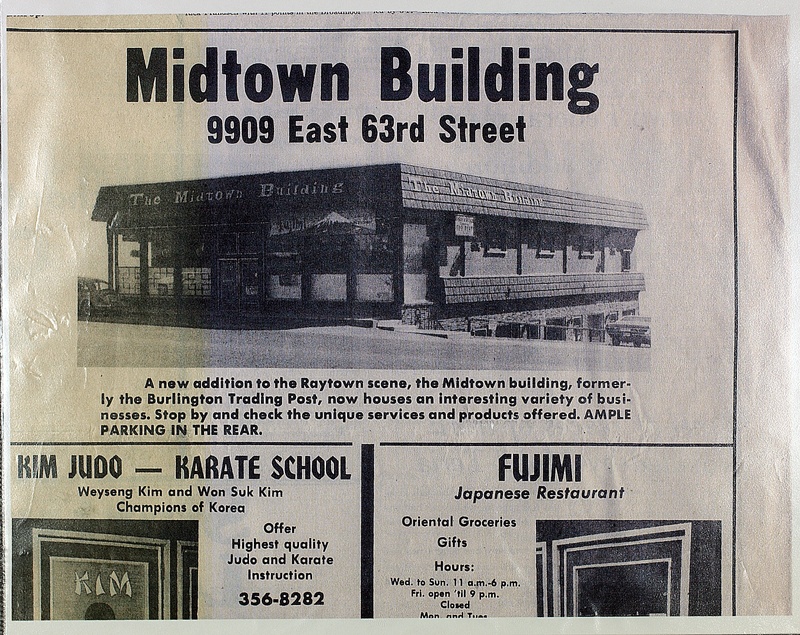 Midtown Building
9909 East 63rd Street
The Midtown Building
The Midtown Building
A new addition to the Raytown scene, the Midtown building, former-
ly the Burlington Trading Post, now houses an interesting variety of busi-
nesses. Stop by and check the unique services and products offered. AMPLE
PARKING IN THE REAR.
KIM JUDO — KARATE SCHOOL
Weyseng Kim and Won Suk Kim
Champions of Korea
Offer
Highest quality
Judo and Karate
Instruction
356-8282
KIM
FUJIMI
Japanese Restaurant
Oriental Groceries
Gifts
Hours:
Wed. to Sun. 11 a.m.-6 p.m.
Fri. open 'til 9 p.m.
Closed
Mon. and Tues.